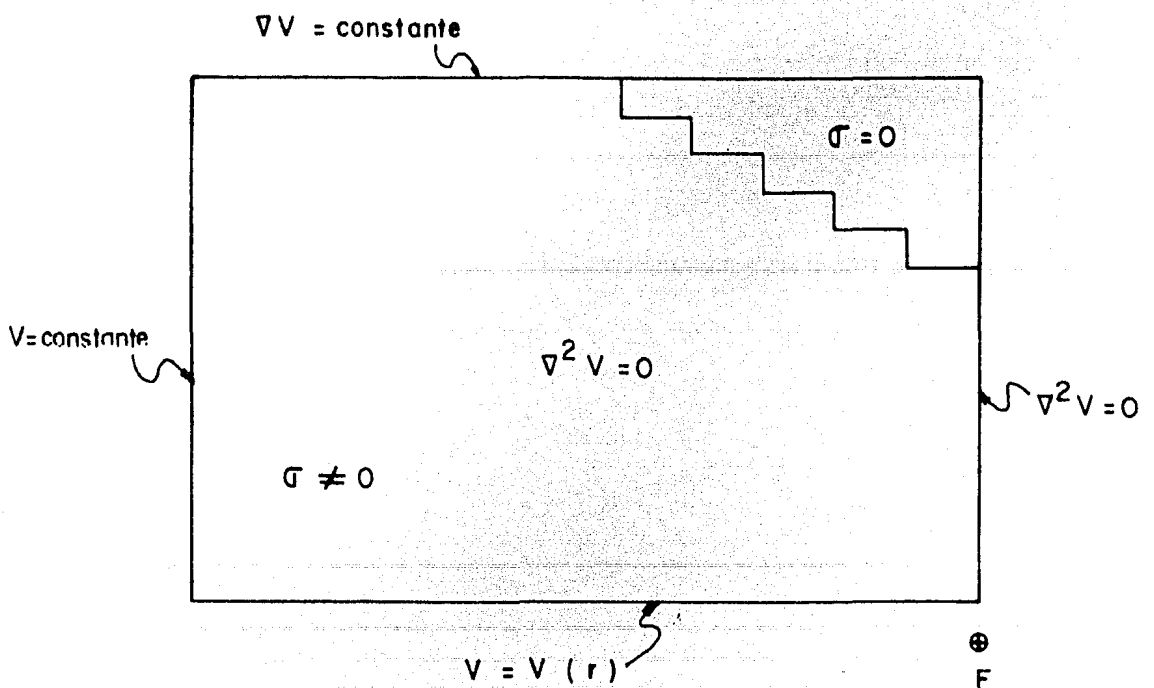 ∇ V = constante
σ = 0
V = constante
∇² V = 0
∇² V = 0
σ ≠ 0
V = V (r)
⊕
F